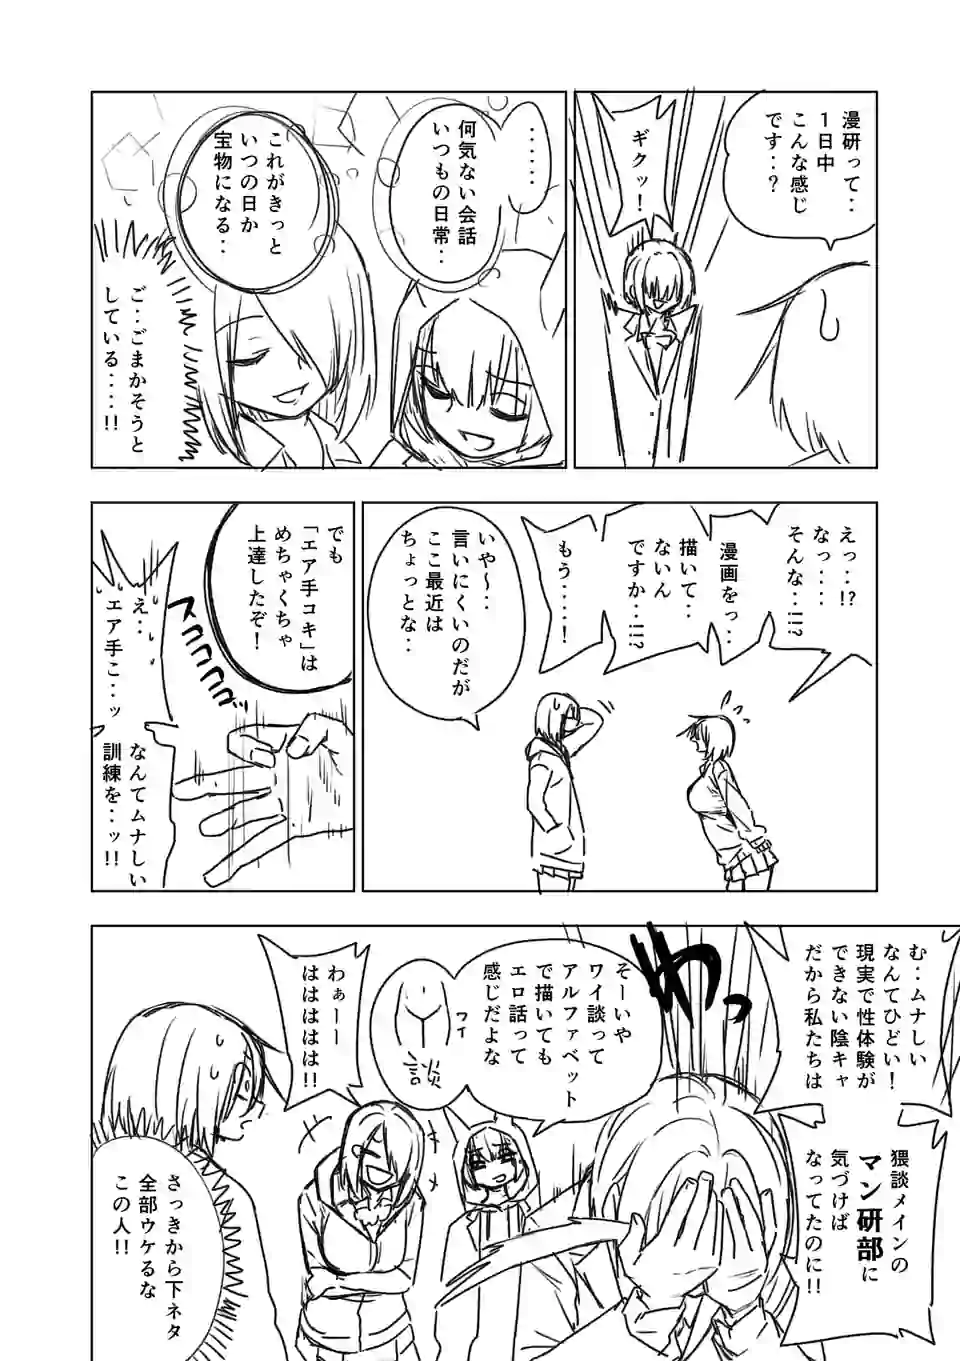 漫研って‥
１日中
こんな感じ
です‥？
ギクッ！
‥‥‥
何気ない会話
いつもの日常‥
これがきっと
いつの日か
宝物になる‥
ご‥ごまかそうと
している‥‥!!
えっ‥!?
なっ‥‥
そんな‥!!?
漫画をっ‥
描いて‥
ないん
ですか‥!!?
もう‥‥‥！
いや〜‥
言いにくいのだが
ここ最近は
ちょっとな‥
でも
「エア手コキ」は
めちゃくちゃ
上達したぞ！
スコココココッ
え‥
エア手こ‥ッ
なんてムナしい
訓練を‥ッ!!
む‥ムナしい
なんてひどい！
現実で性体験が
できない陰キャ
だから私たちは
猥談メインの
マン研部に
気づけば
なってたのに!!
わっ
そーいや
ワイ談って
アルファベット
で描いても
エロ話って
感じだよな
ワイ
談
わぁーー
はははははは!!
さっきから下ネタ
全部ウケるな
この人!!